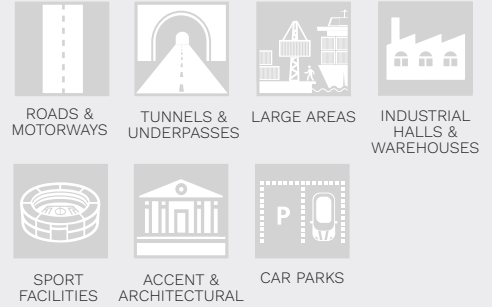 ROADS &
MOTORWAYS
TUNNELS &
UNDERPASSES
LARGE AREAS
INDUSTRIAL
HALLS &
WAREHOUSES
P
SPORT
FACILITIES
ACCENT &
ARCHITECTURAL
CAR PARKS